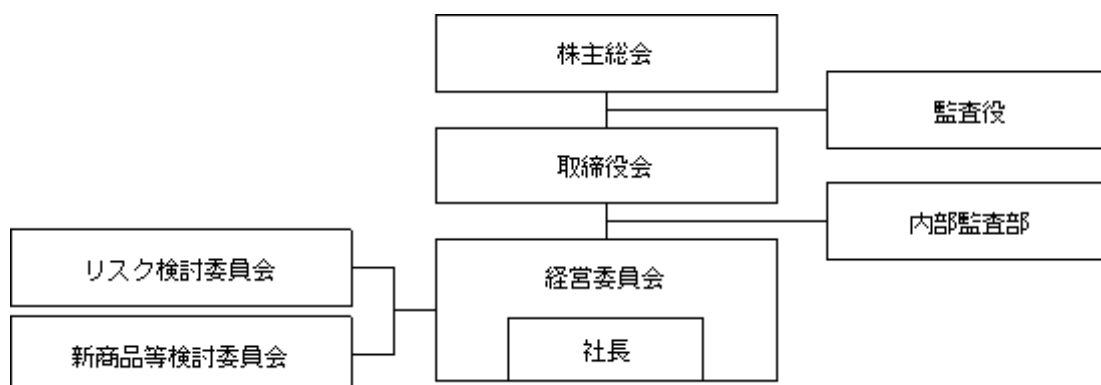 株主総会
監査役
取締役会
内部監査部
リスク検討委員会
経営委員会
新商品等検討委員会
社長